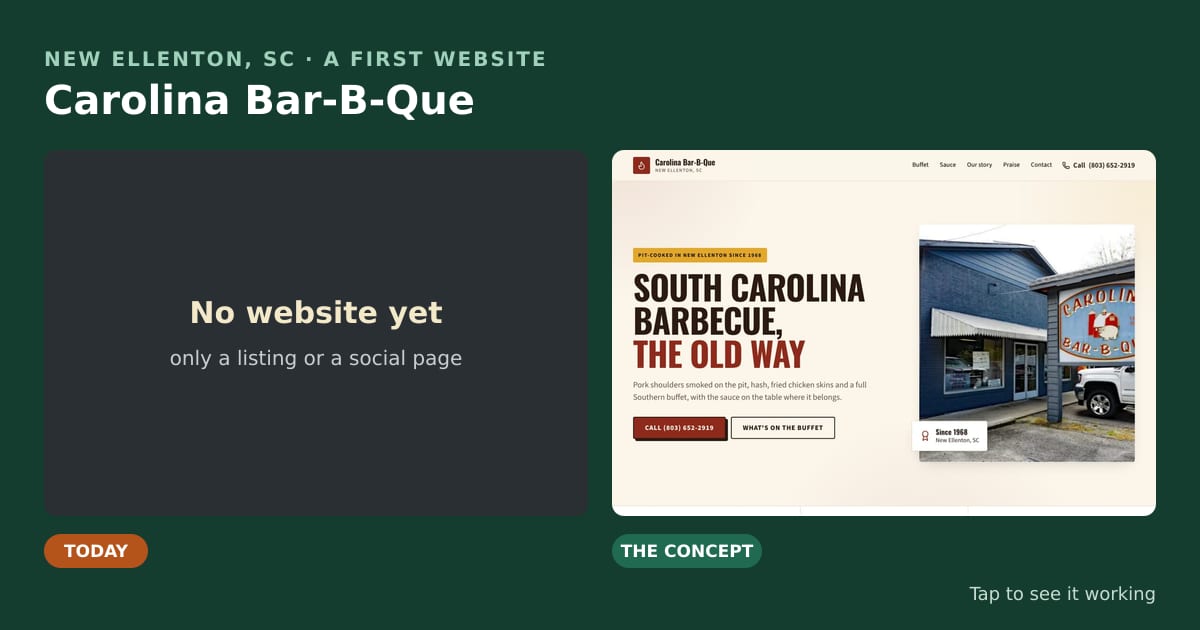 NEW ELLENTON, SC · A FIRST WEBSITE
Carolina Bar-B-Que
No website yet
only a listing or a social page
TODAY
Carolina Bar-B-Que
NEW ELLENTON, SC
Buffet Sauce Our story Praise Contact Call (803) 652-2919
PIT-COOKED IN NEW ELLENTON SINCE 1968
SOUTH CAROLINA
BARBECUE,
THE OLD WAY
Pork shoulders smoked on the pit, hash, fried chicken skins and a full
Southern buffet, with the sauce on the table where it belongs.
CALL (803) 652-2919
WHAT'S ON THE BUFFET
CAROLIN
BAR-B-QU
Since 1968
New Ellenton, SC
THE CONCEPT
Tap to see it working